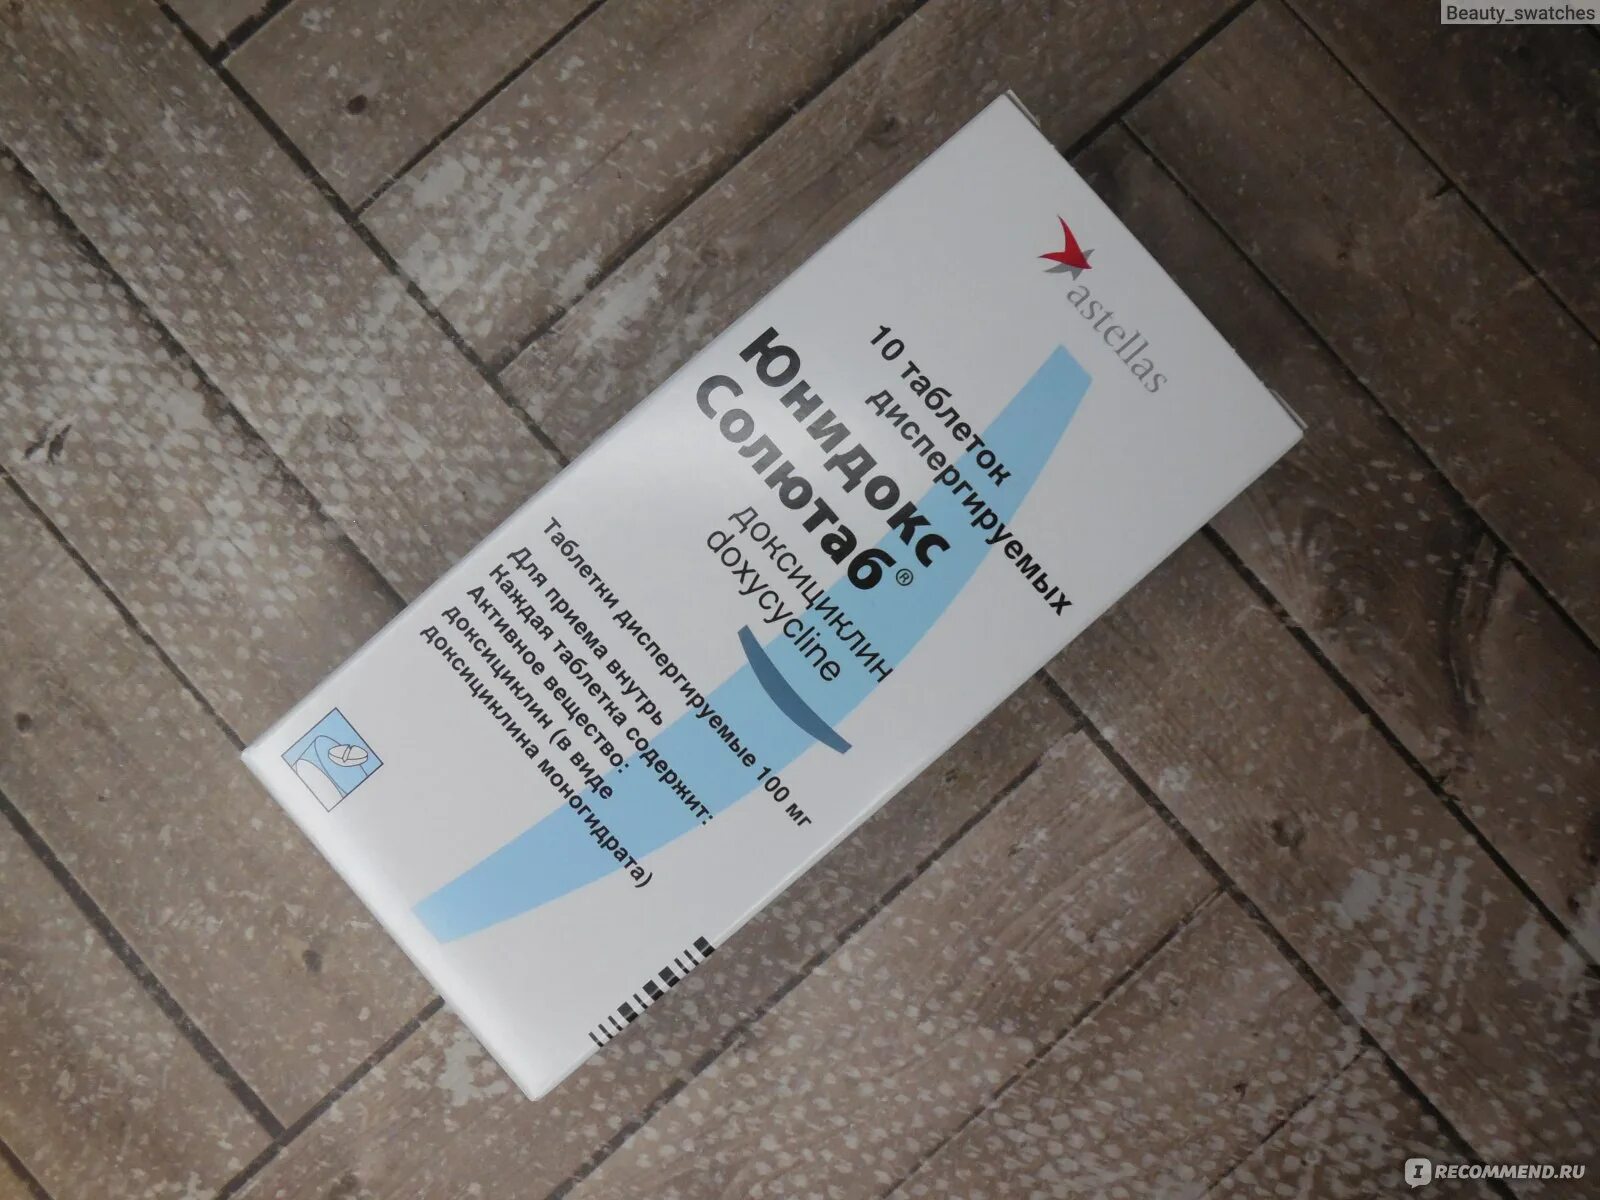 Beauty_swatches
astellas
10 таблеток
диспергируемых
Юнидокс
Солютаб®
доксициклин
doxycycline
Таблетки диспергируемые 100 мг
Для приема внутрь
Каждая таблетка содержит:
Активное вещество:
доксициклин (в виде
доксициклина моногидрата)
IRECOMMEND.RU